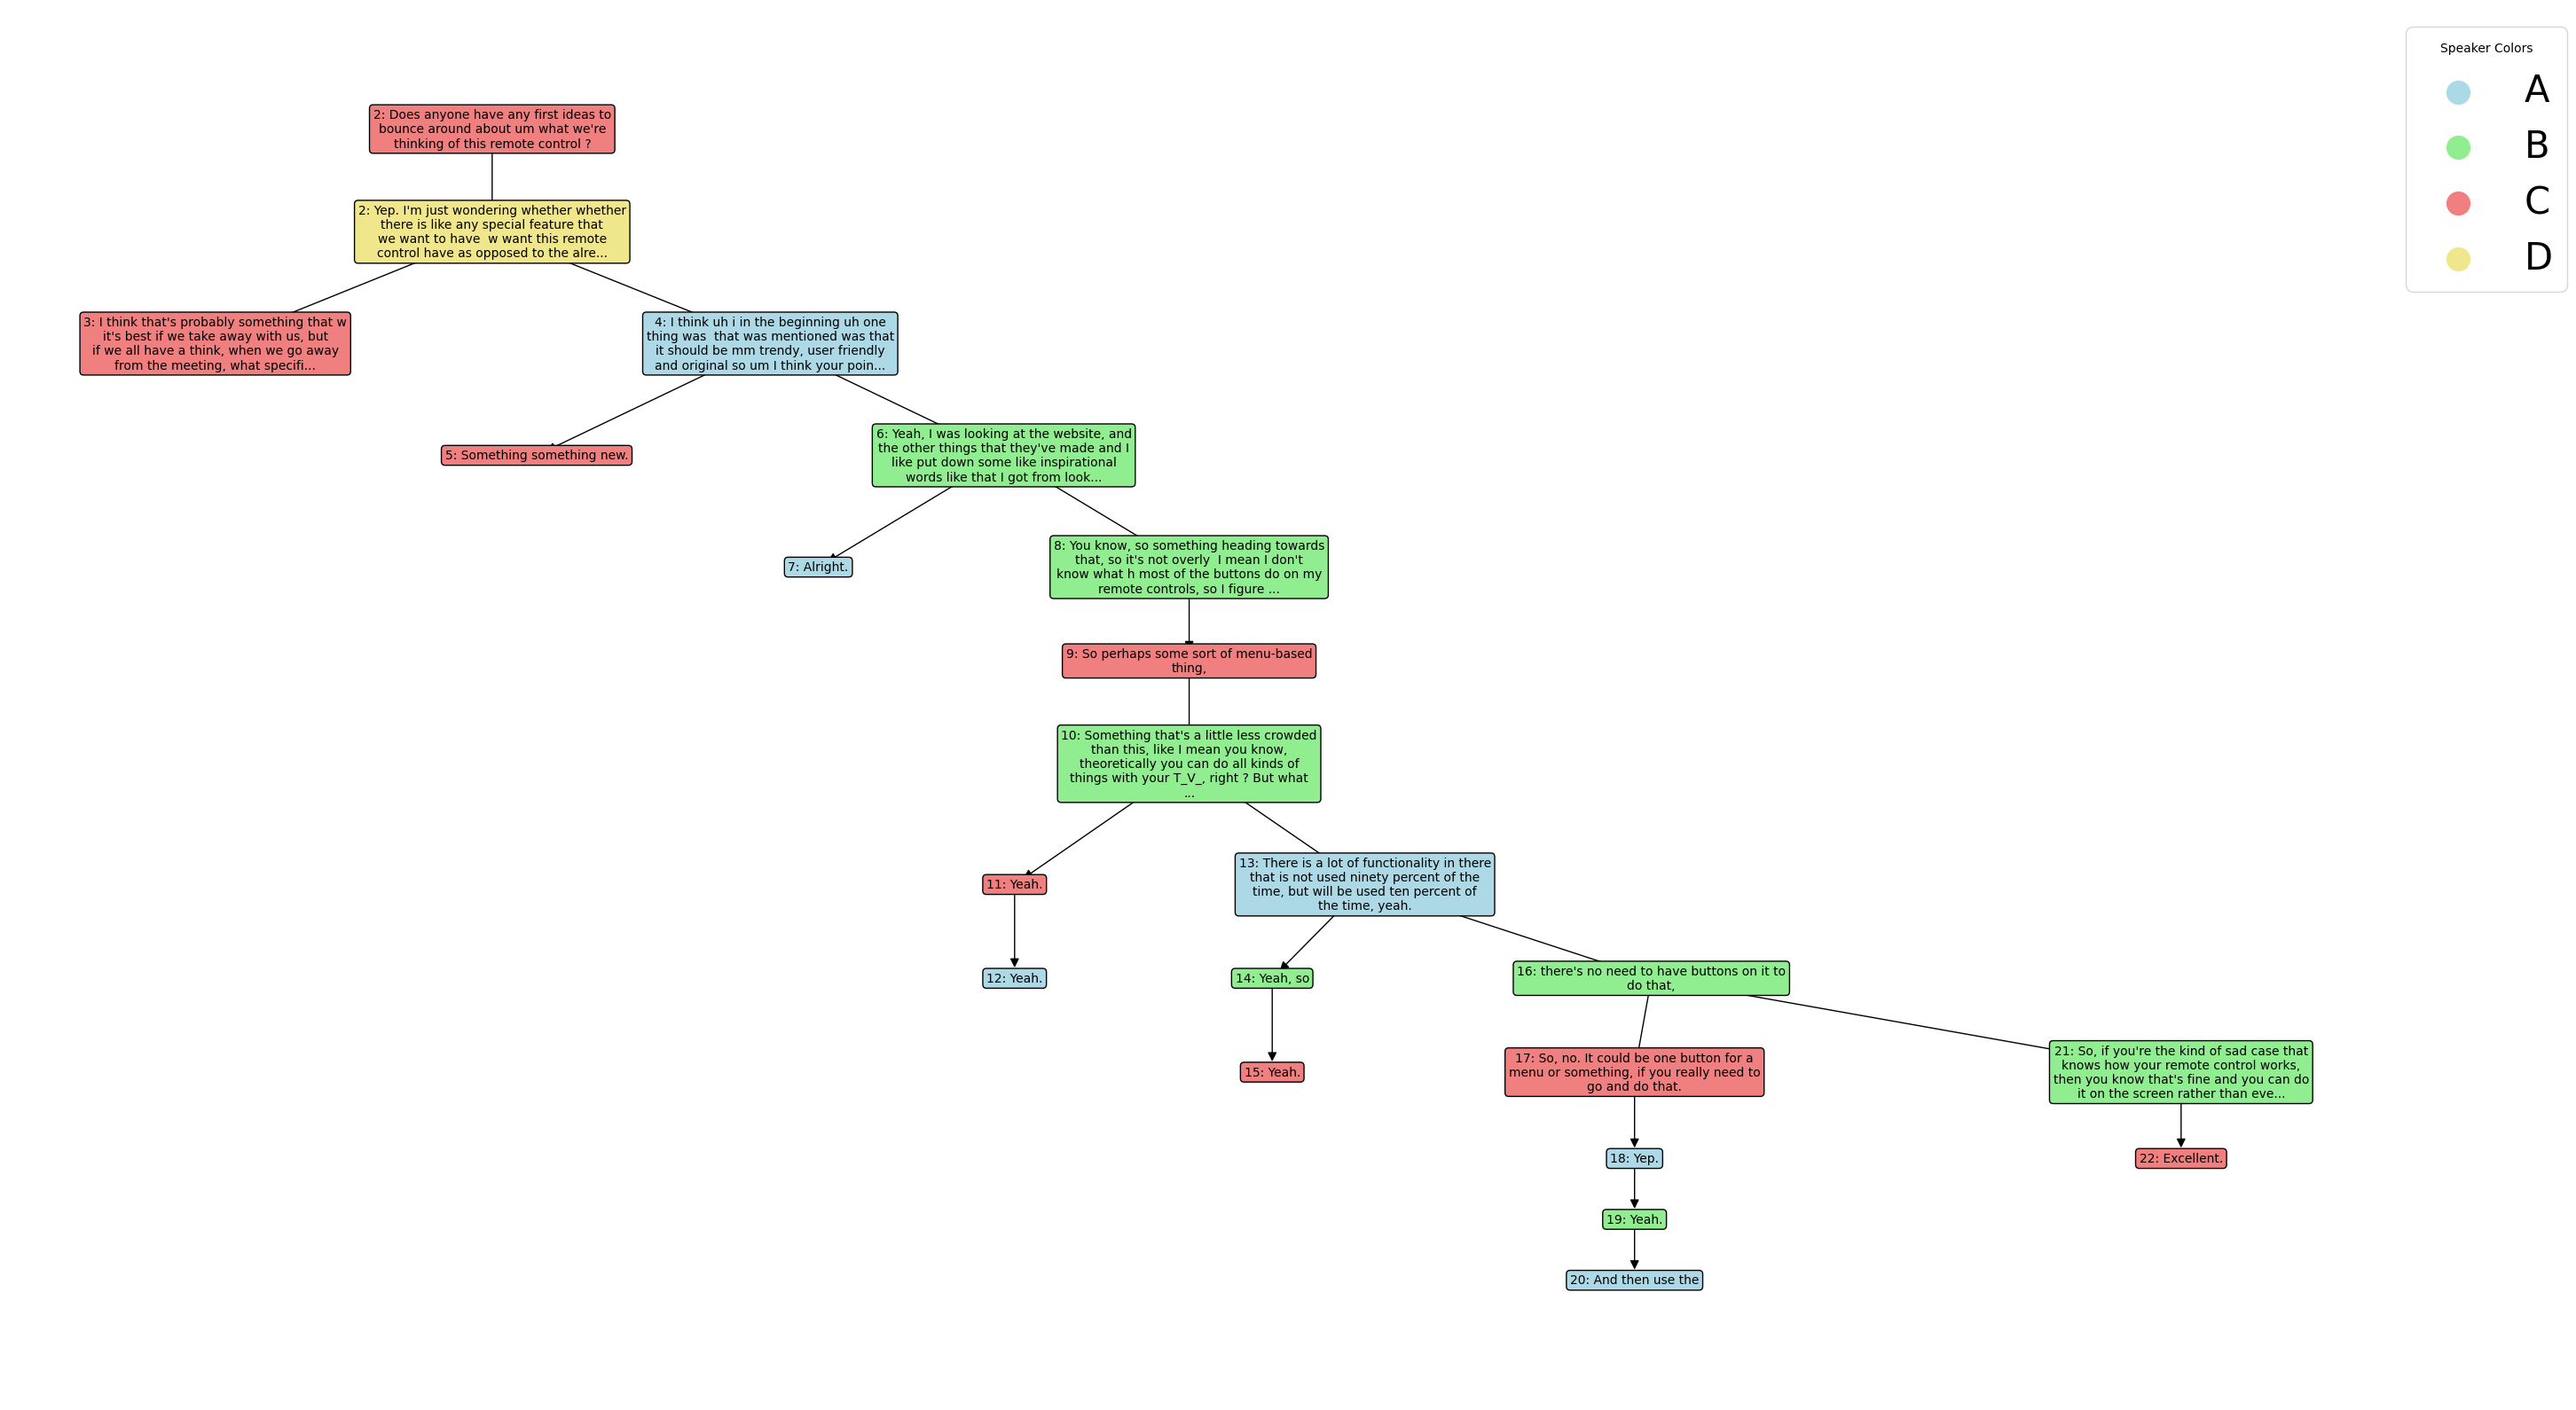 Speaker Colors
A
B
C
D
2: Does anyone have any first ideas to
bounce around about um what we're
thinking of this remote control ?
2: Yep. I'm just wondering whether whether
there is like any special feature that
we want to have  w want this remote
control have as opposed to the alre...
3: I think that's probably something that w
it's best if we take away with us, but
if we all have a think, when we go away
from the meeting, what specifi...
4: I think uh i in the beginning uh one
thing was  that was mentioned was that
it should be mm trendy, user friendly
and original so um I think your poin...
5: Something something new.
6: Yeah, I was looking at the website, and
the other things that they've made and I
like put down some like inspirational
words like that I got from look...
7: Alright.
8: You know, so something heading towards
that, so it's not overly  I mean I don't
know what h most of the buttons do on my
remote controls, so I figure ...
9: So perhaps some sort of menu-based
thing,
10: Something that's a little less crowded
than this, like I mean you know,
theoretically you can do all kinds of
things with your T_V_, right ? But what
...
11: Yeah.
13: There is a lot of functionality in there
that is not used ninety percent of the
time, but will be used ten percent of
the time, yeah.
12: Yeah.
14: Yeah, so
16: there's no need to have buttons on it to
do that,
15: Yeah.
17: So, no. It could be one button for a
menu or something, if you really need to
go and do that.
21: So, if you're the kind of sad case that
knows how your remote control works,
then you know that's fine and you can do
it on the screen rather than eve...
18: Yep.
22: Excellent.
19: Yeah.
20: And then use the